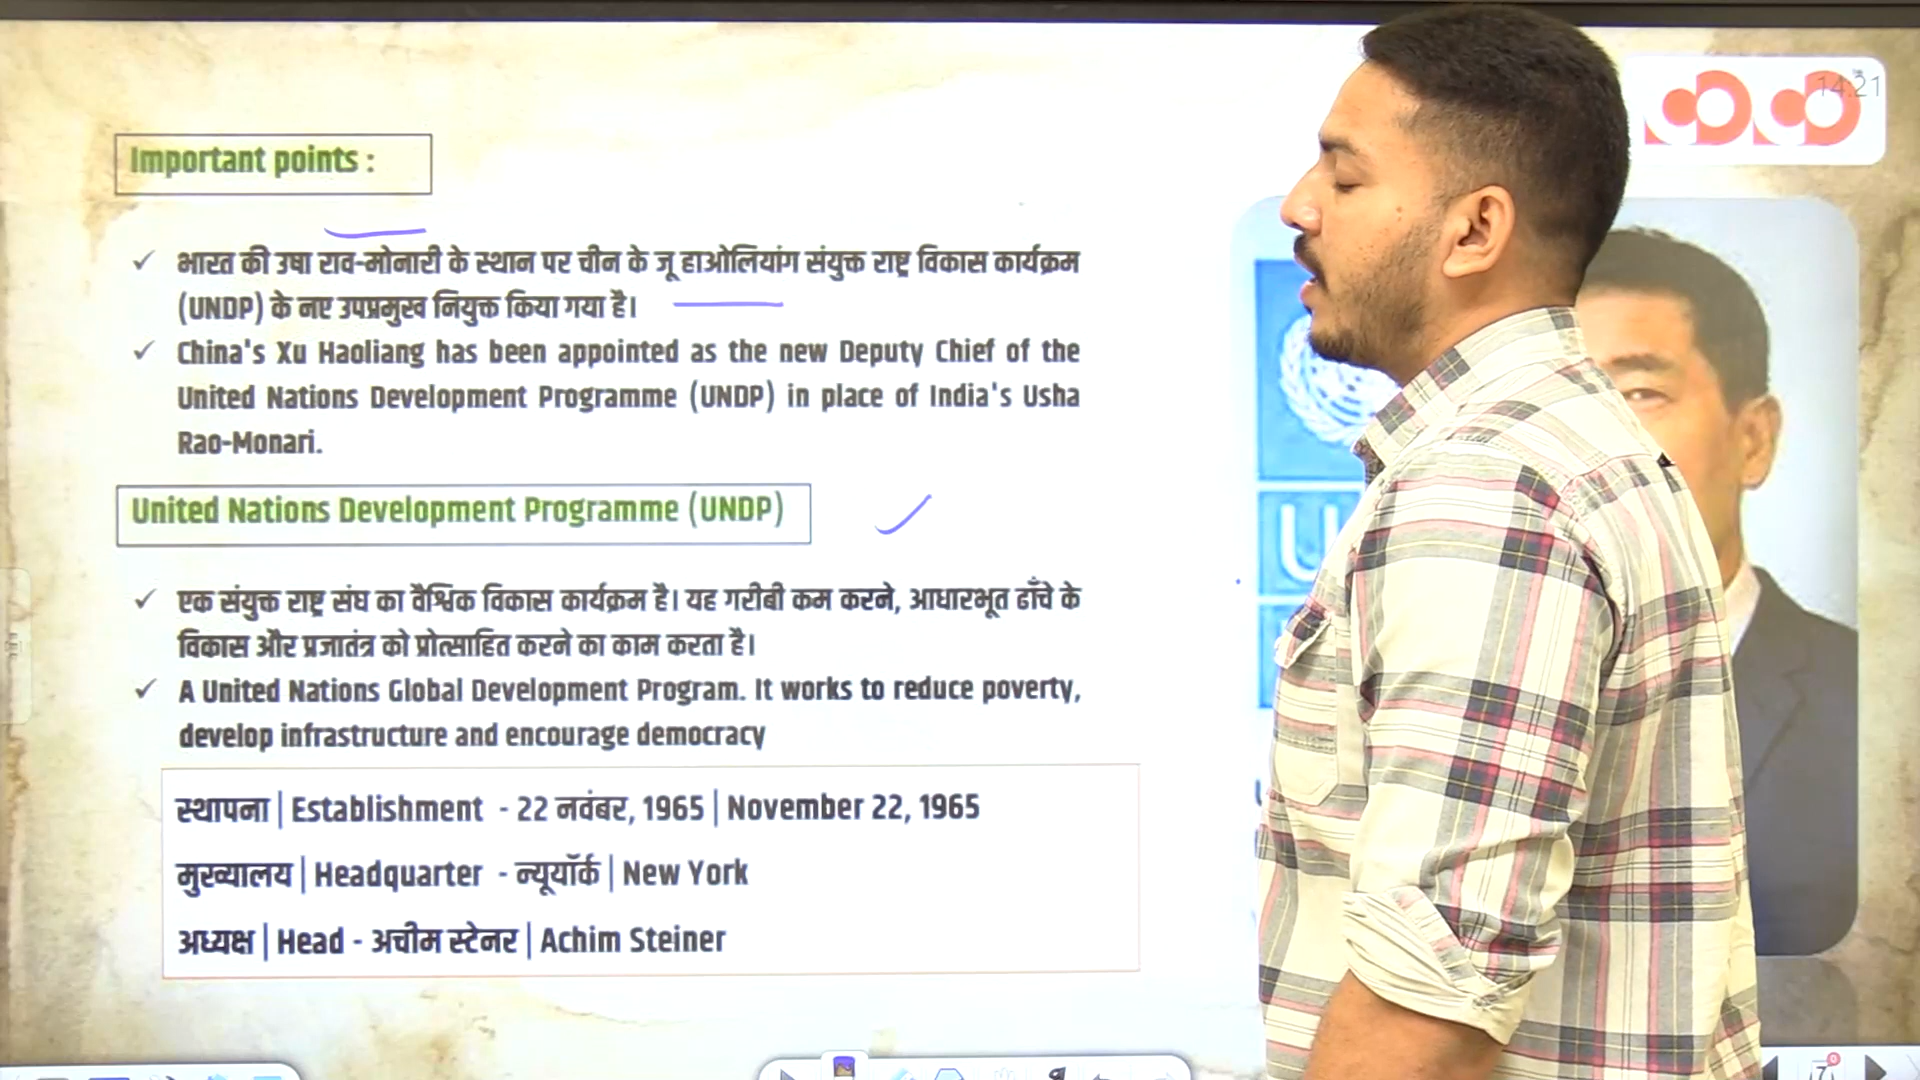 14:21
Important points :
भारत की उषा राव-मोनारी के स्थान पर चीन के जू हाओलियांग संयुक्त राष्ट्र विकास कार्यक्रम
(UNDP) के नए उपप्रमुख नियुक्त किया गया है।
China's Xu Haoliang has been appointed as the new Deputy Chief of the
United Nations Development Programme (UNDP) in place of India's Usha
Rao-Monari.
United Nations Development Programme (UNDP)
एक संयुक्त राष्ट्र संघ का वैश्विक विकास कार्यक्रम है। यह गरीबी कम करने, आधारभूत ढाँचे के
विकास और प्रजातंत्र को प्रोत्साहित करने का काम करता है।
A United Nations Global Development Program. It works to reduce poverty,
develop infrastructure and encourage democracy
स्थापना | Establishment - 22 नवंबर, 1965 | November 22, 1965
मुख्यालय | Headquarter - न्यूयॉर्क | New York
अध्यक्ष | Head - अचीम स्टेनर | Achim Steiner
U
7